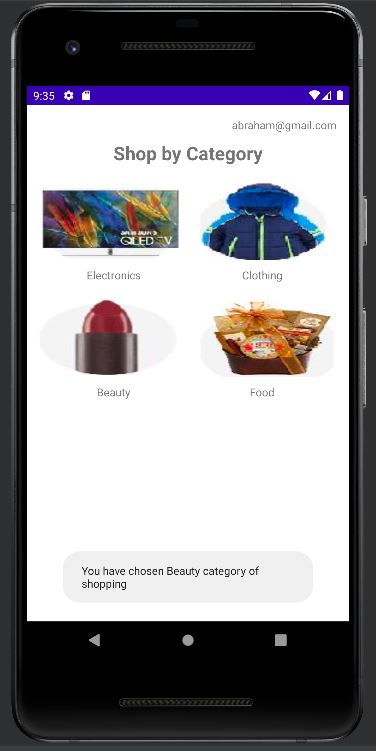 9:35
abraham@gmail.com
Shop by Category
SAMSUNG
QLED TV
Electronics
Clothing
Beauty
Food
You have chosen Beauty category of
shopping